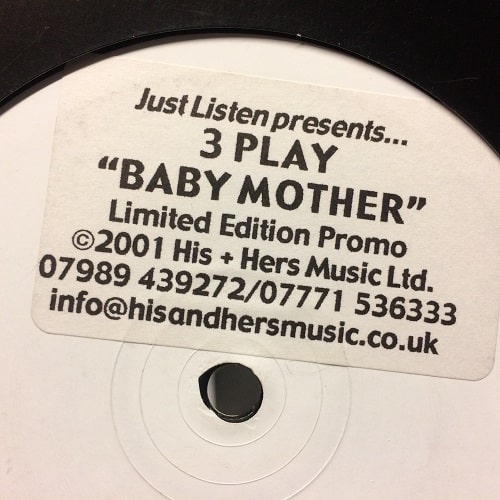 Just Listen presents...
3 PLAY
“BABY MOTHER”
Limited Edition Promo
©2001 His + Hers Music Ltd.
07989 439272/07771 536333
info@hisandhersmusic.co.uk